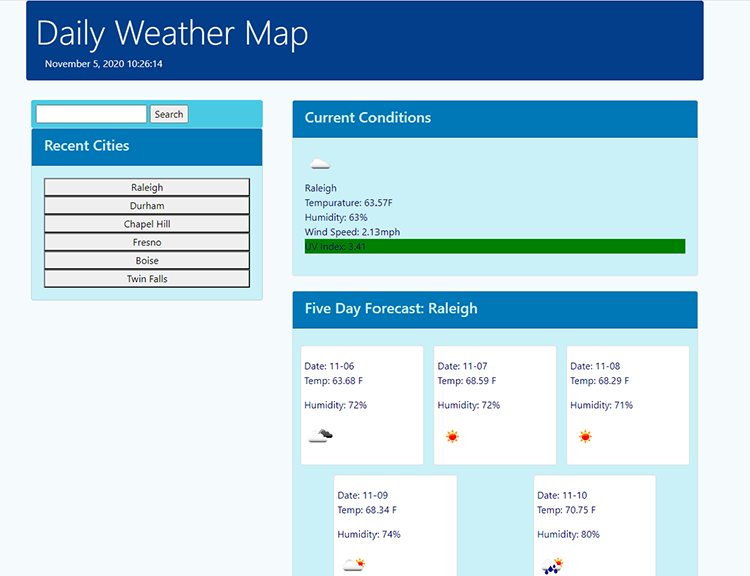 Daily Weather Map
November 5, 2020 10:26:14
Search
Recent Cities
Raleigh
Durham
Chapel Hill
Fresno
Boise
Twin Falls
Current Conditions
Raleigh
Tempurature: 63.57F
Humidity: 63%
Wind Speed: 2.13mph
UV Index: 3.41
Five Day Forecast: Raleigh
Date: 11-06
Temp: 63.68 F
Humidity: 72%
Date: 11-07
Temp: 68.59 F
Humidity: 72%
Date: 11-08
Temp: 68.29 F
Humidity: 71%
Date: 11-09
Temp: 68.34 F
Humidity: 74%
Date: 11-10
Temp: 70.75 F
Humidity: 80%